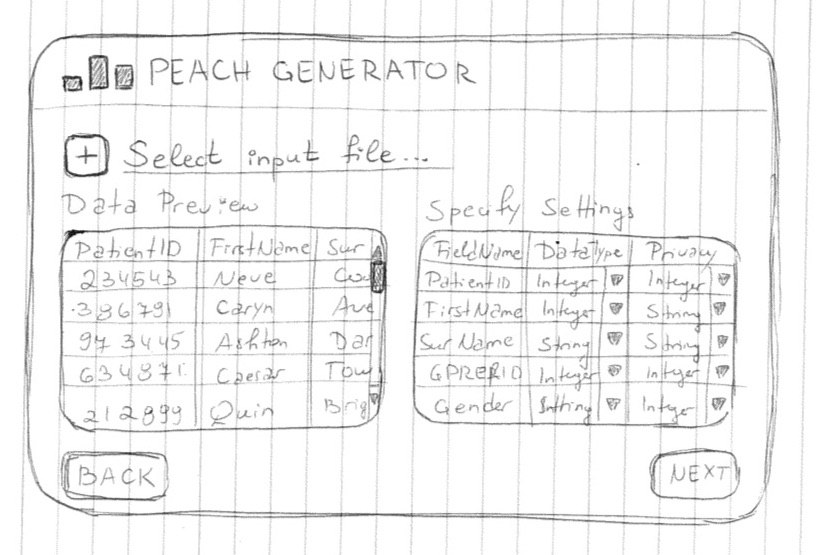 PEACH GENERATOR
+ Select input file...
Data Preview
PatientID FirstName Sur
234543 Neve
386791 Caryn Ave
973445 Ashton Dar
634871 Caesar Tow
212899 Quin Brig
Specify Settings
FieldName DataType Privacy
PatientID Integer Integer
FirstName Integer String
SurName String String
GPRERID Integer Integer
Gender Integer
BACK
NEXT